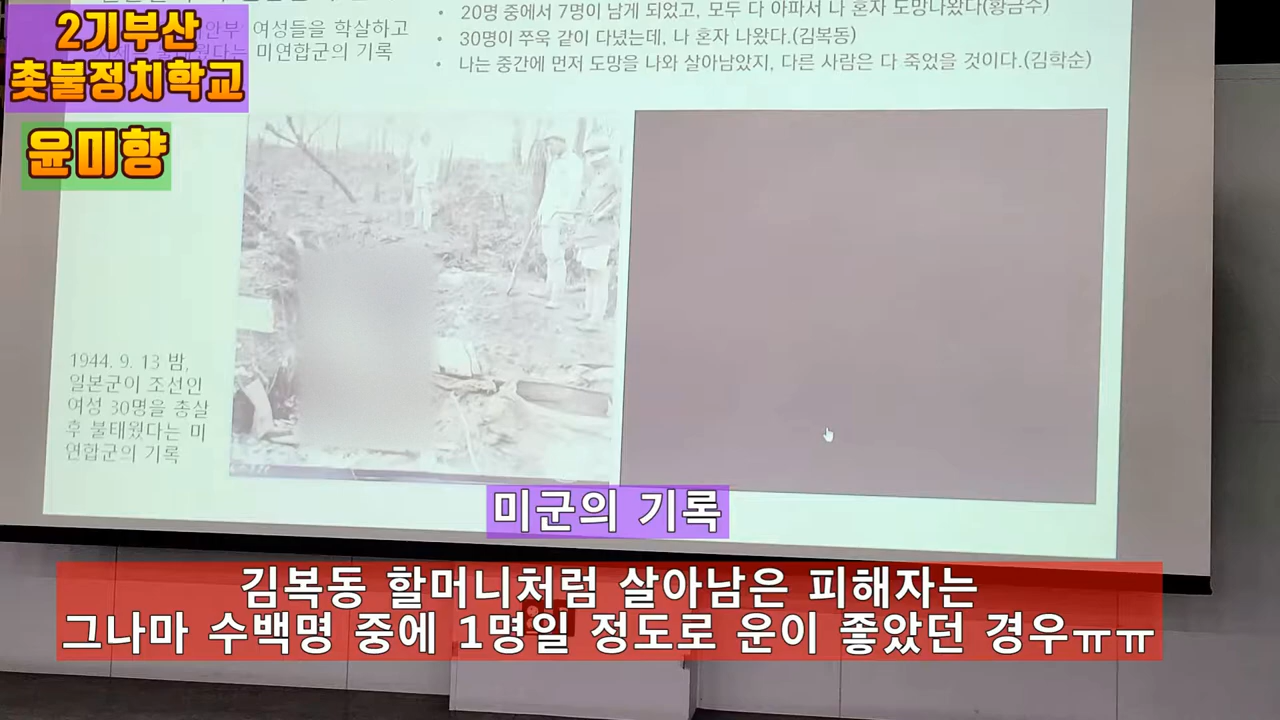 2기부산
촛불정치학교
윤미향
여성들을 학살하고
미연합군의 기록
• 20명 중에서 7명이 남게 되었고, 모두 다 아파서 나 혼자 도망나왔다(황금주)
• 30명이 쭈욱 같이 다녔는데, 나 혼자 나왔다.(김복동)
• 나는 중간에 먼저 도망을 나와 살아남았지, 다른 사람은 다 죽었을 것이다.(김학순)
1944. 9. 13 밤,
일본군이 조선인
여성 30명을 총살
후 불태웠다는 미
연합군의 기록
미군의 기록
김복동 할머니처럼 살아남은 피해자는
그나마 수백명 중에 1명일 정도로 운이 좋았던 경우ㅠㅠ